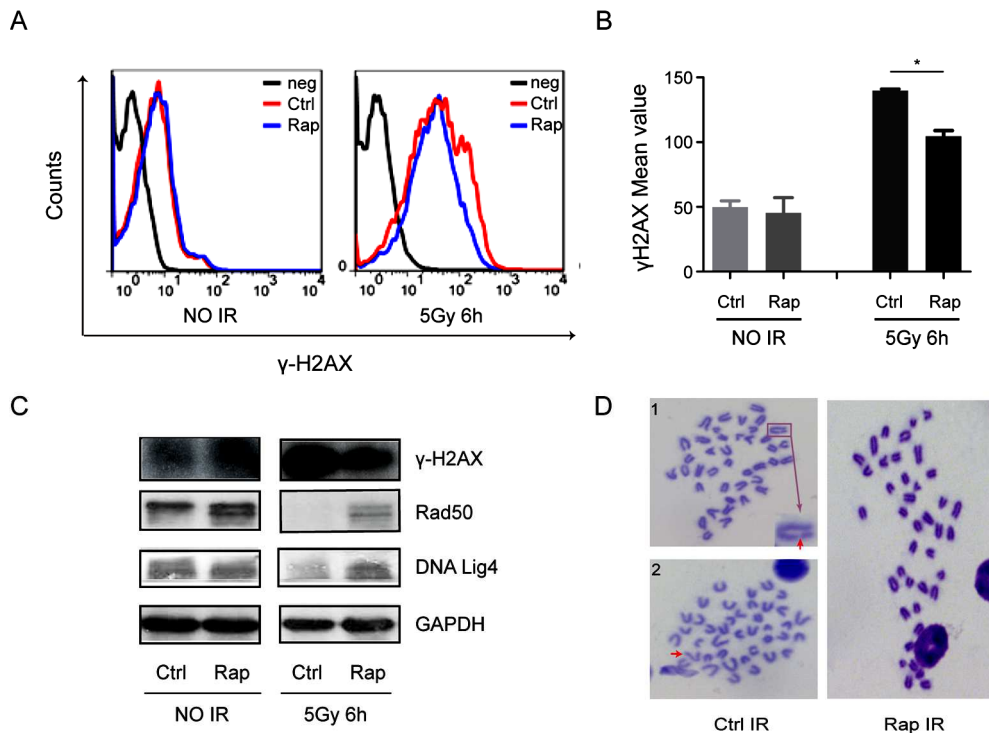 A
neg
Ctrl
Rap
neg
Ctrl
Rap
Counts
0
10⁰ 10¹ 10² 10³ 10⁴
10⁰ 10¹ 10² 10³ 10⁴
NO IR
5Gy 6h
γ-H2AX
B
*
γH2AX Mean value
150
100
50
0
Ctrl Rap Ctrl Rap
NO IR 5Gy 6h
C
γ-H2AX
Rad50
DNA Lig4
GAPDH
Ctrl Rap Ctrl Rap
NO IR 5Gy 6h
D
1
2
Ctrl IR Rap IR